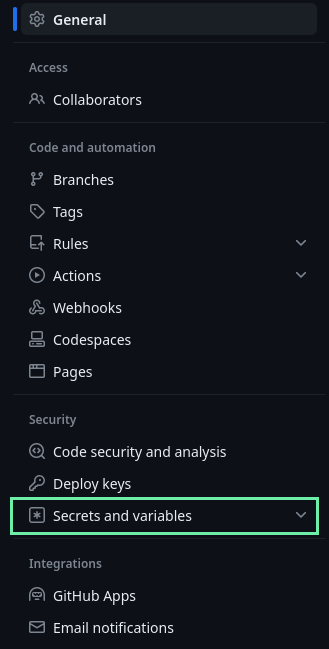 General
Access
Collaborators
Code and automation
Branches
Tags
Rules
Actions
Webhooks
Codespaces
Pages
Security
Code security and analysis
Deploy keys
Secrets and variables
Integrations
GitHub Apps
Email notifications